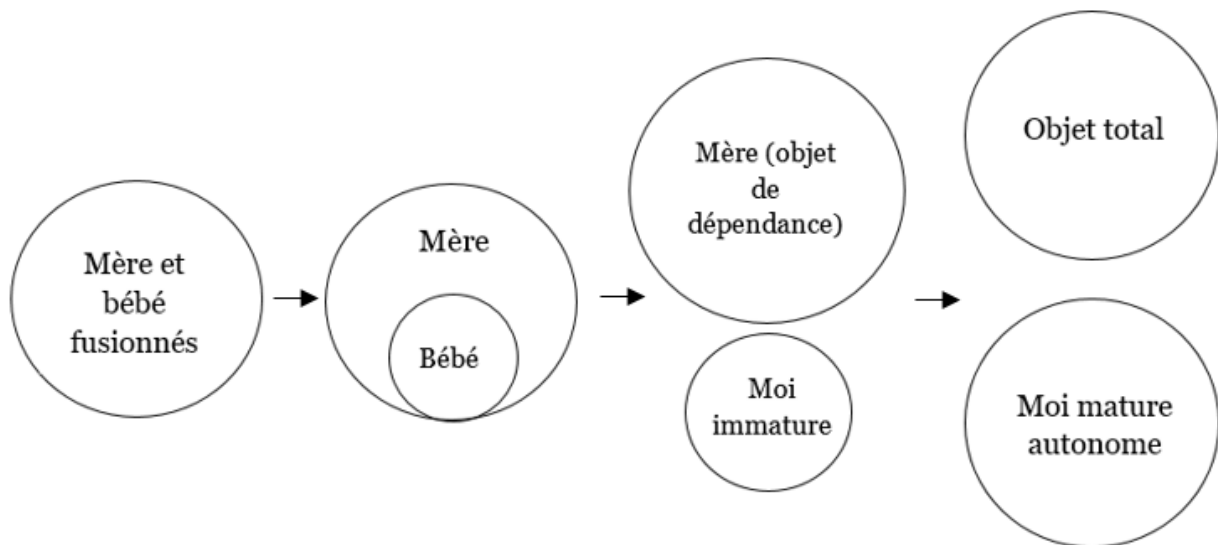 Mère et
bébé
fusionnés
Mère
Bébé
Mère (objet
de
dépendance)
Moi
immature
Objet total
Moi mature
autonome